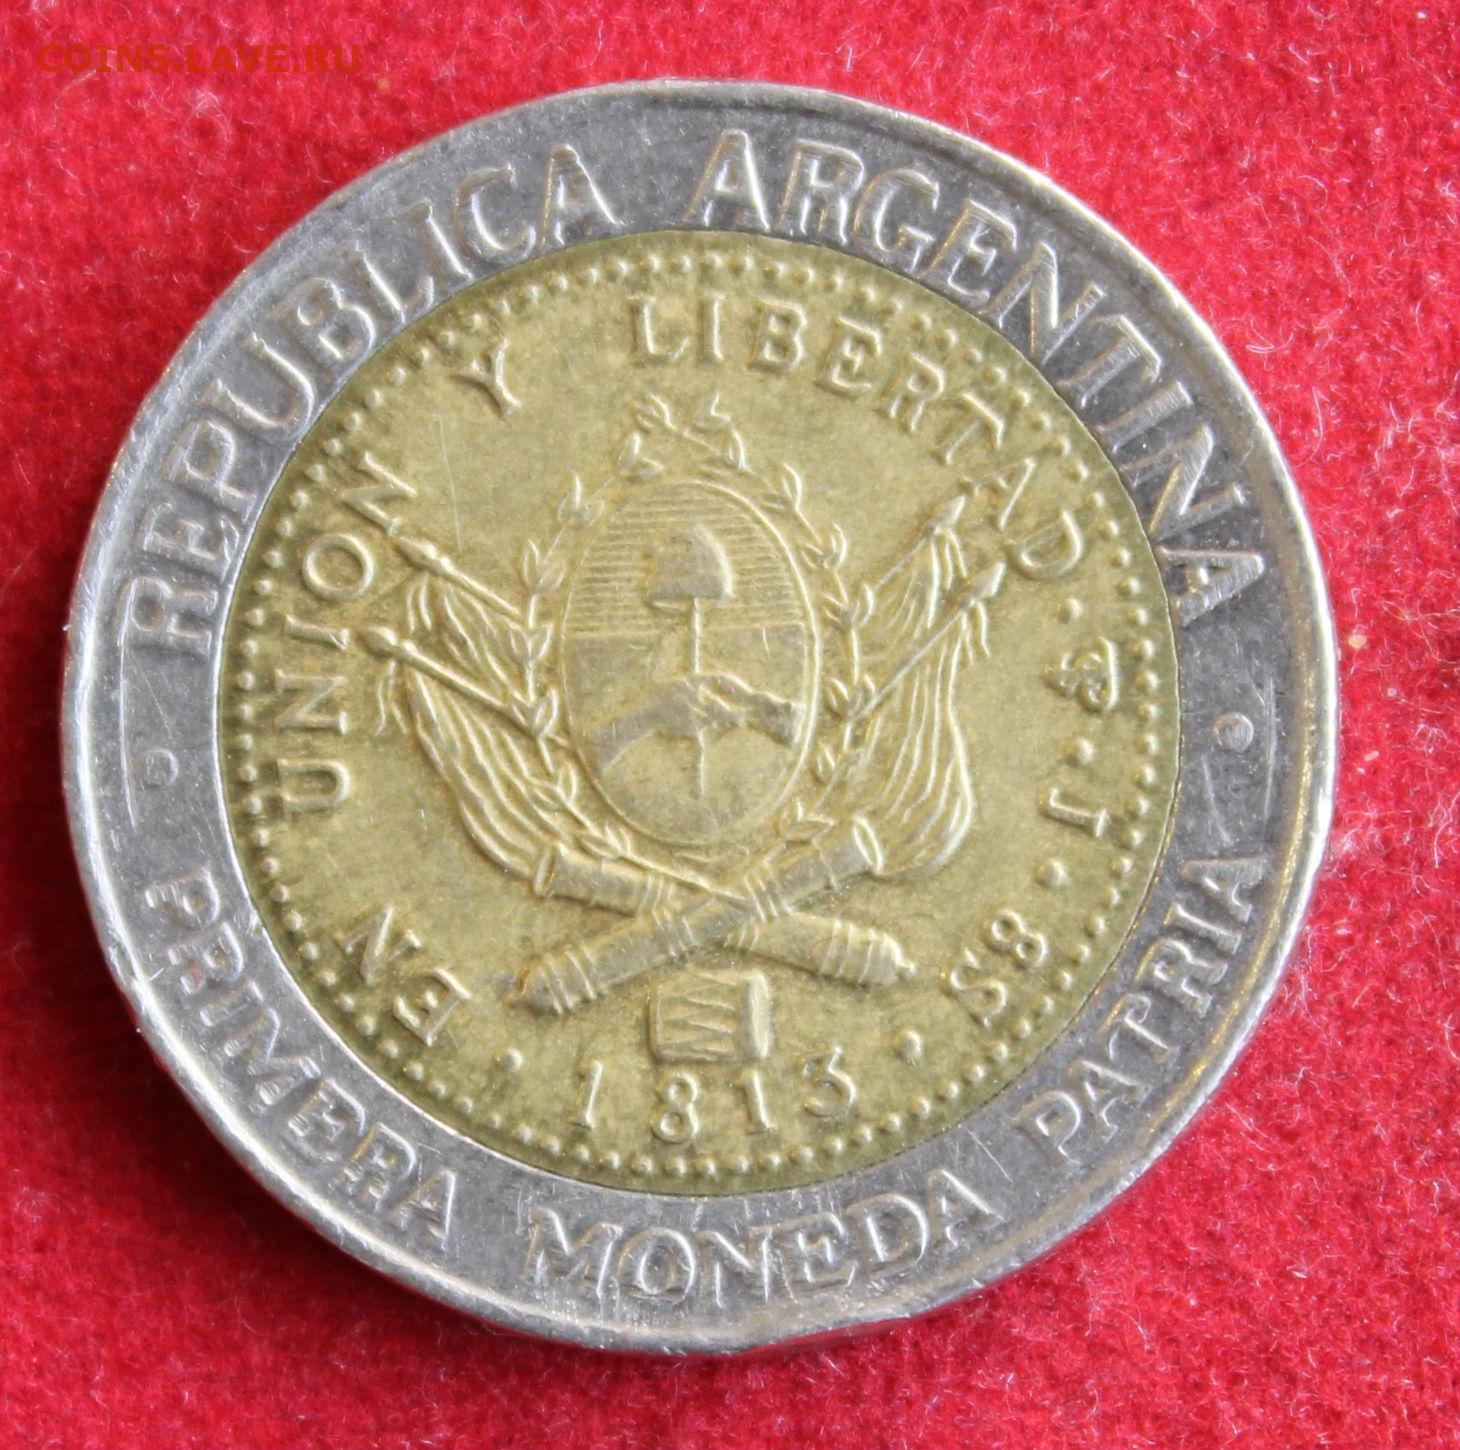 COINS.LAVE.RU
REPUBLICA ARGENTINA
PRIMERA MONEDA PATRIA
EN UNION Y LIBERTAD · J · 8S · 1813 ·